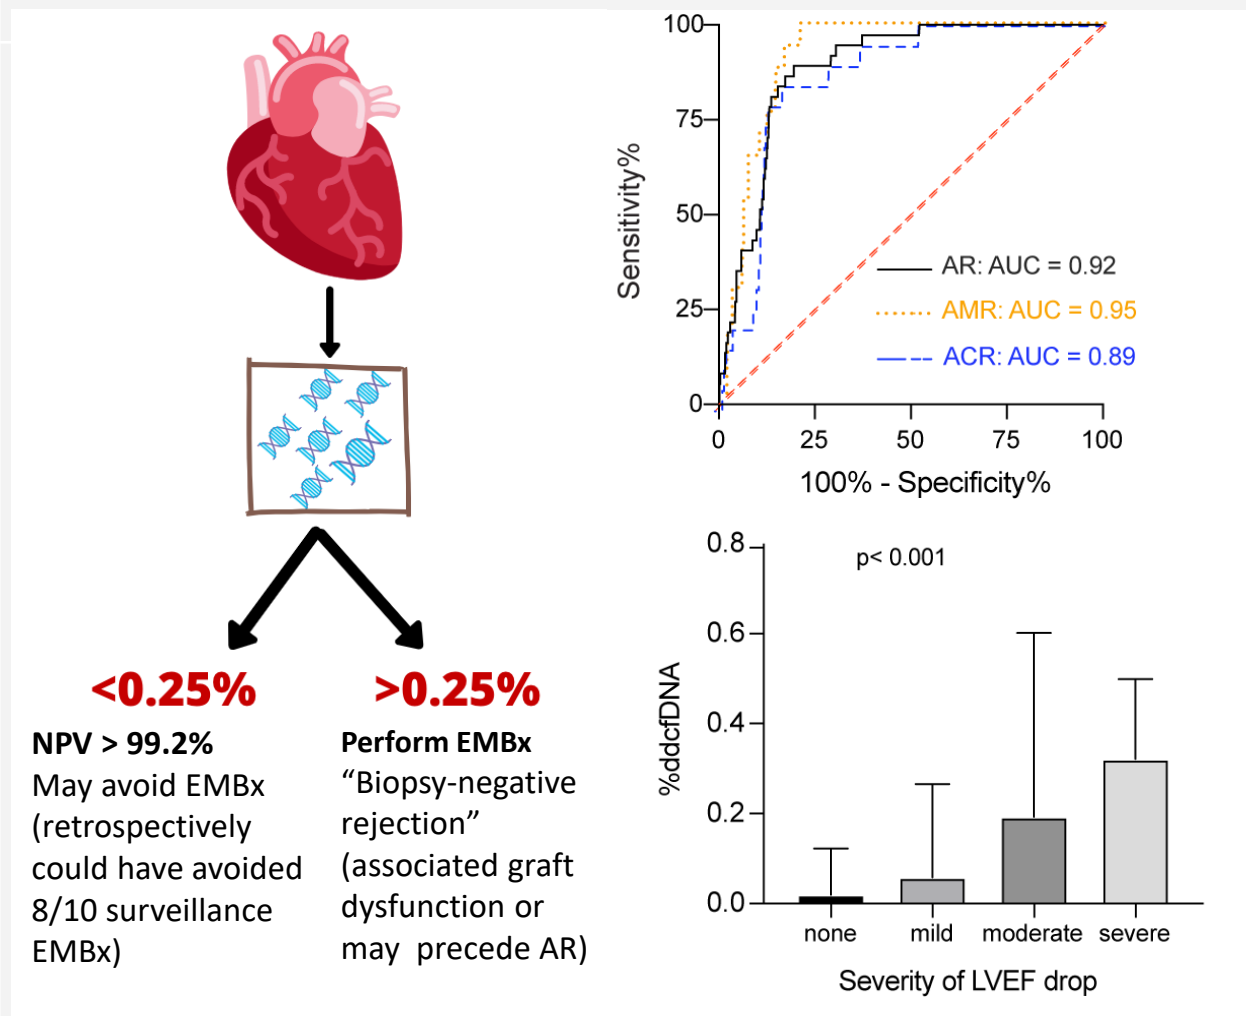 <0.25%
NPV > 99.2%
May avoid EMBx
(retrospectively
could have avoided
8/10 surveillance
EMBx)
>0.25%
Perform EMBx
“Biopsy-negative
rejection”
(associated graft
dysfunction or
may precede AR)
100
75
50
25
0
Sensitivity%
AR: AUC = 0.92
AMR: AUC = 0.95
ACR: AUC = 0.89
0 25 50 75 100
100% - Specificity%
0.8
0.6
0.4
0.2
0.0
%ddcfDNA
p< 0.001
none mild moderate severe
Severity of LVEF drop